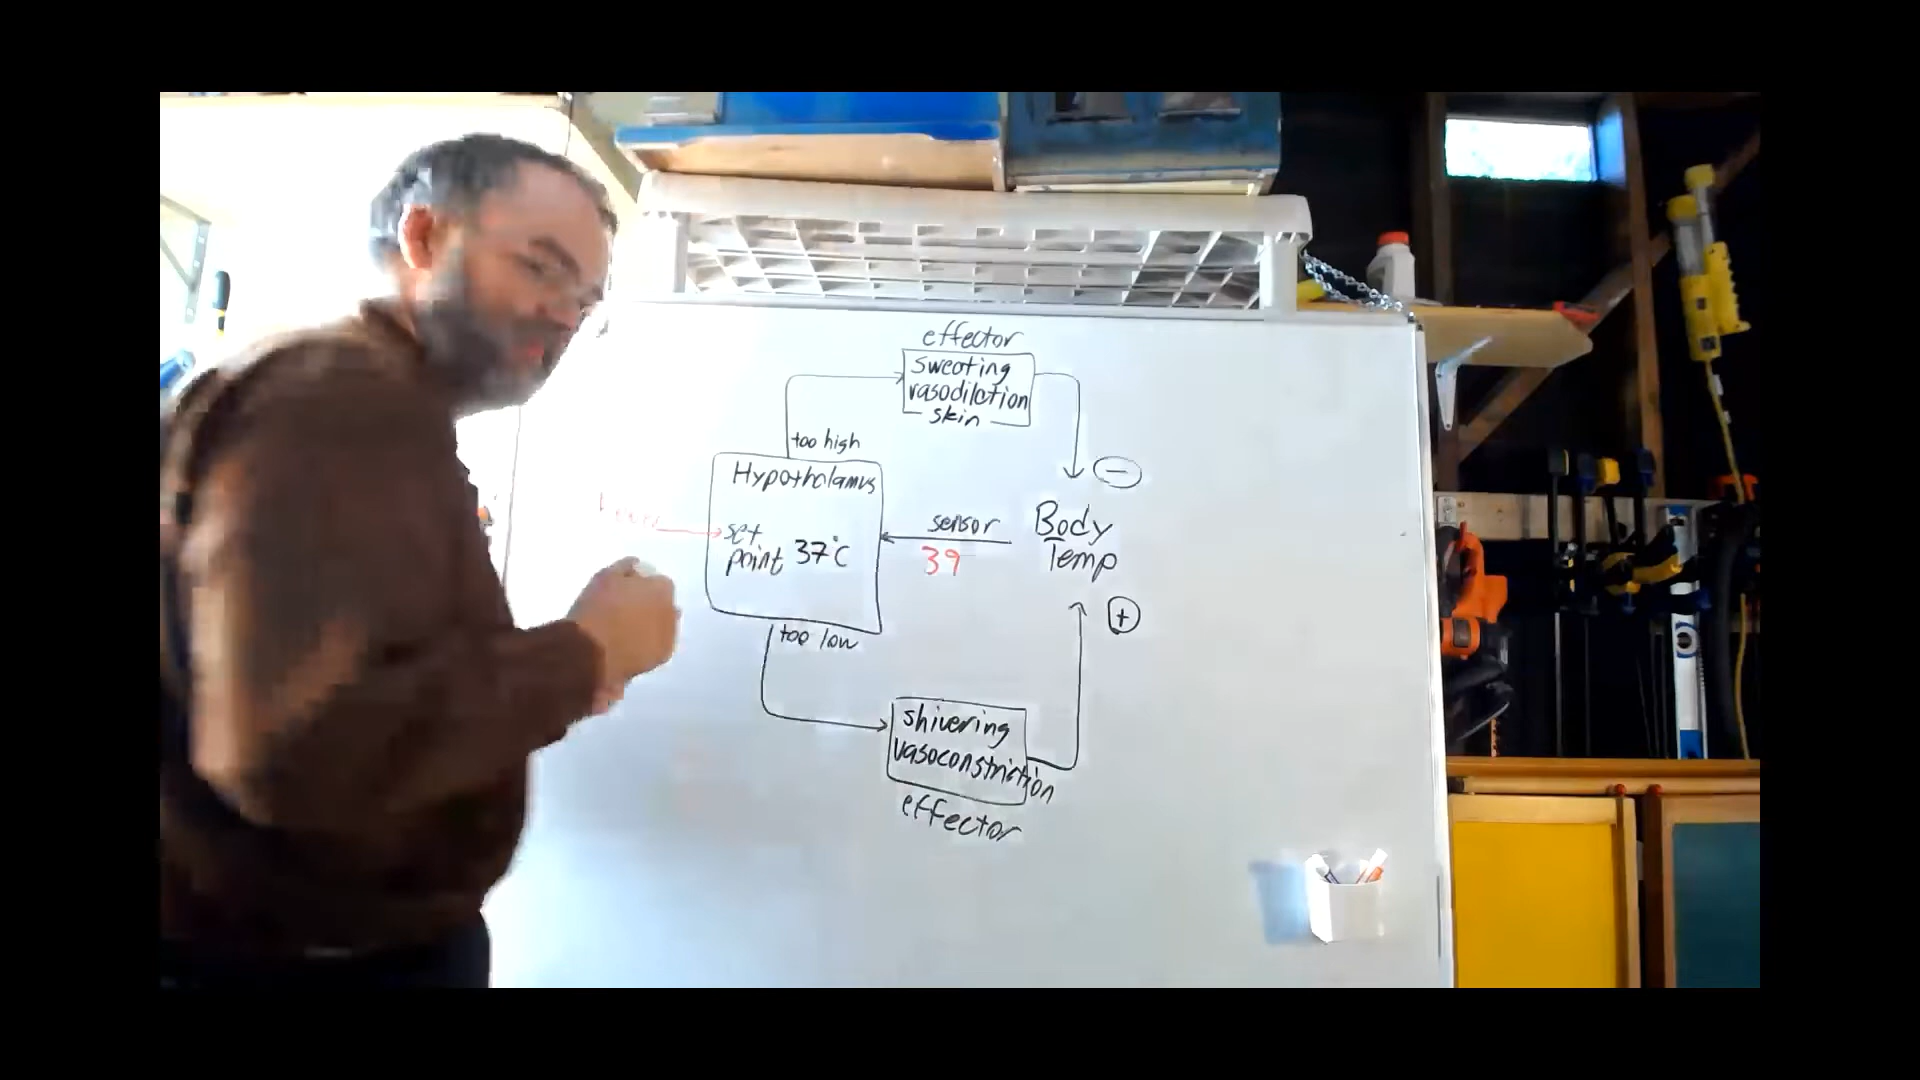 effector
sweating
vasodilation
skin
too high
Hypothalamus
set
point 37°C
sensor
39
Body
Temp
too low
shivering
vasoconstriction
effector
−
+